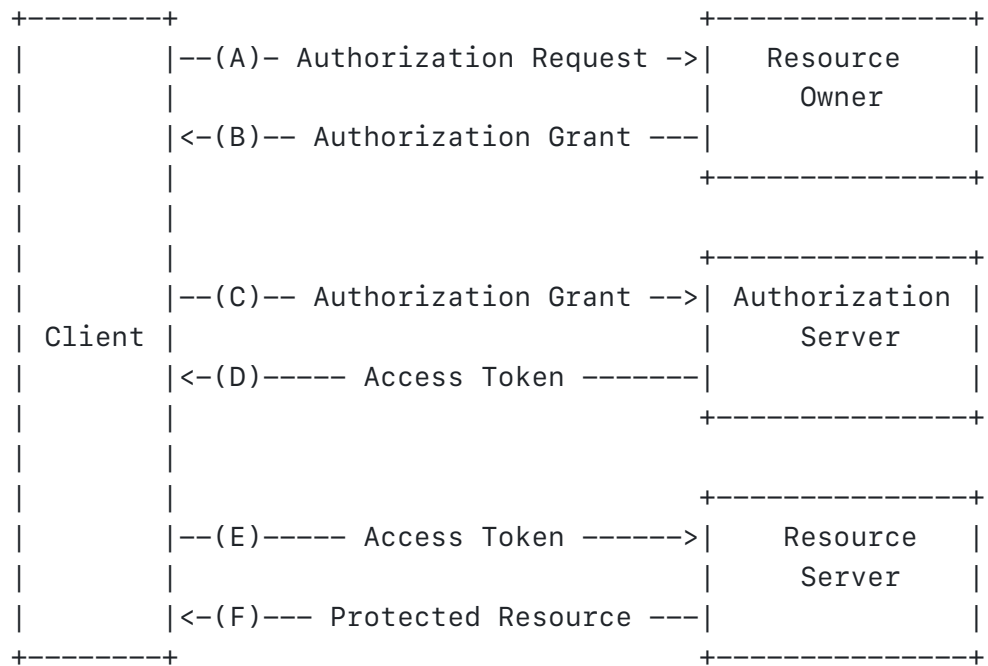 +--------+                               +---------------+
|        |--(A)- Authorization Request ->|   Resource    |
|        |                               |     Owner     |
|        |<-(B)-- Authorization Grant ---|               |
|        |                               +---------------+
|        |
|        |                               +---------------+
|        |--(C)-- Authorization Grant -->| Authorization |
| Client |                               |     Server    |
|        |<-(D)----- Access Token -------|               |
|        |                               +---------------+
|        |
|        |                               +---------------+
|        |--(E)----- Access Token ------>|    Resource   |
|        |                               |     Server    |
|        |<-(F)--- Protected Resource ---|               |
+--------+                               +---------------+